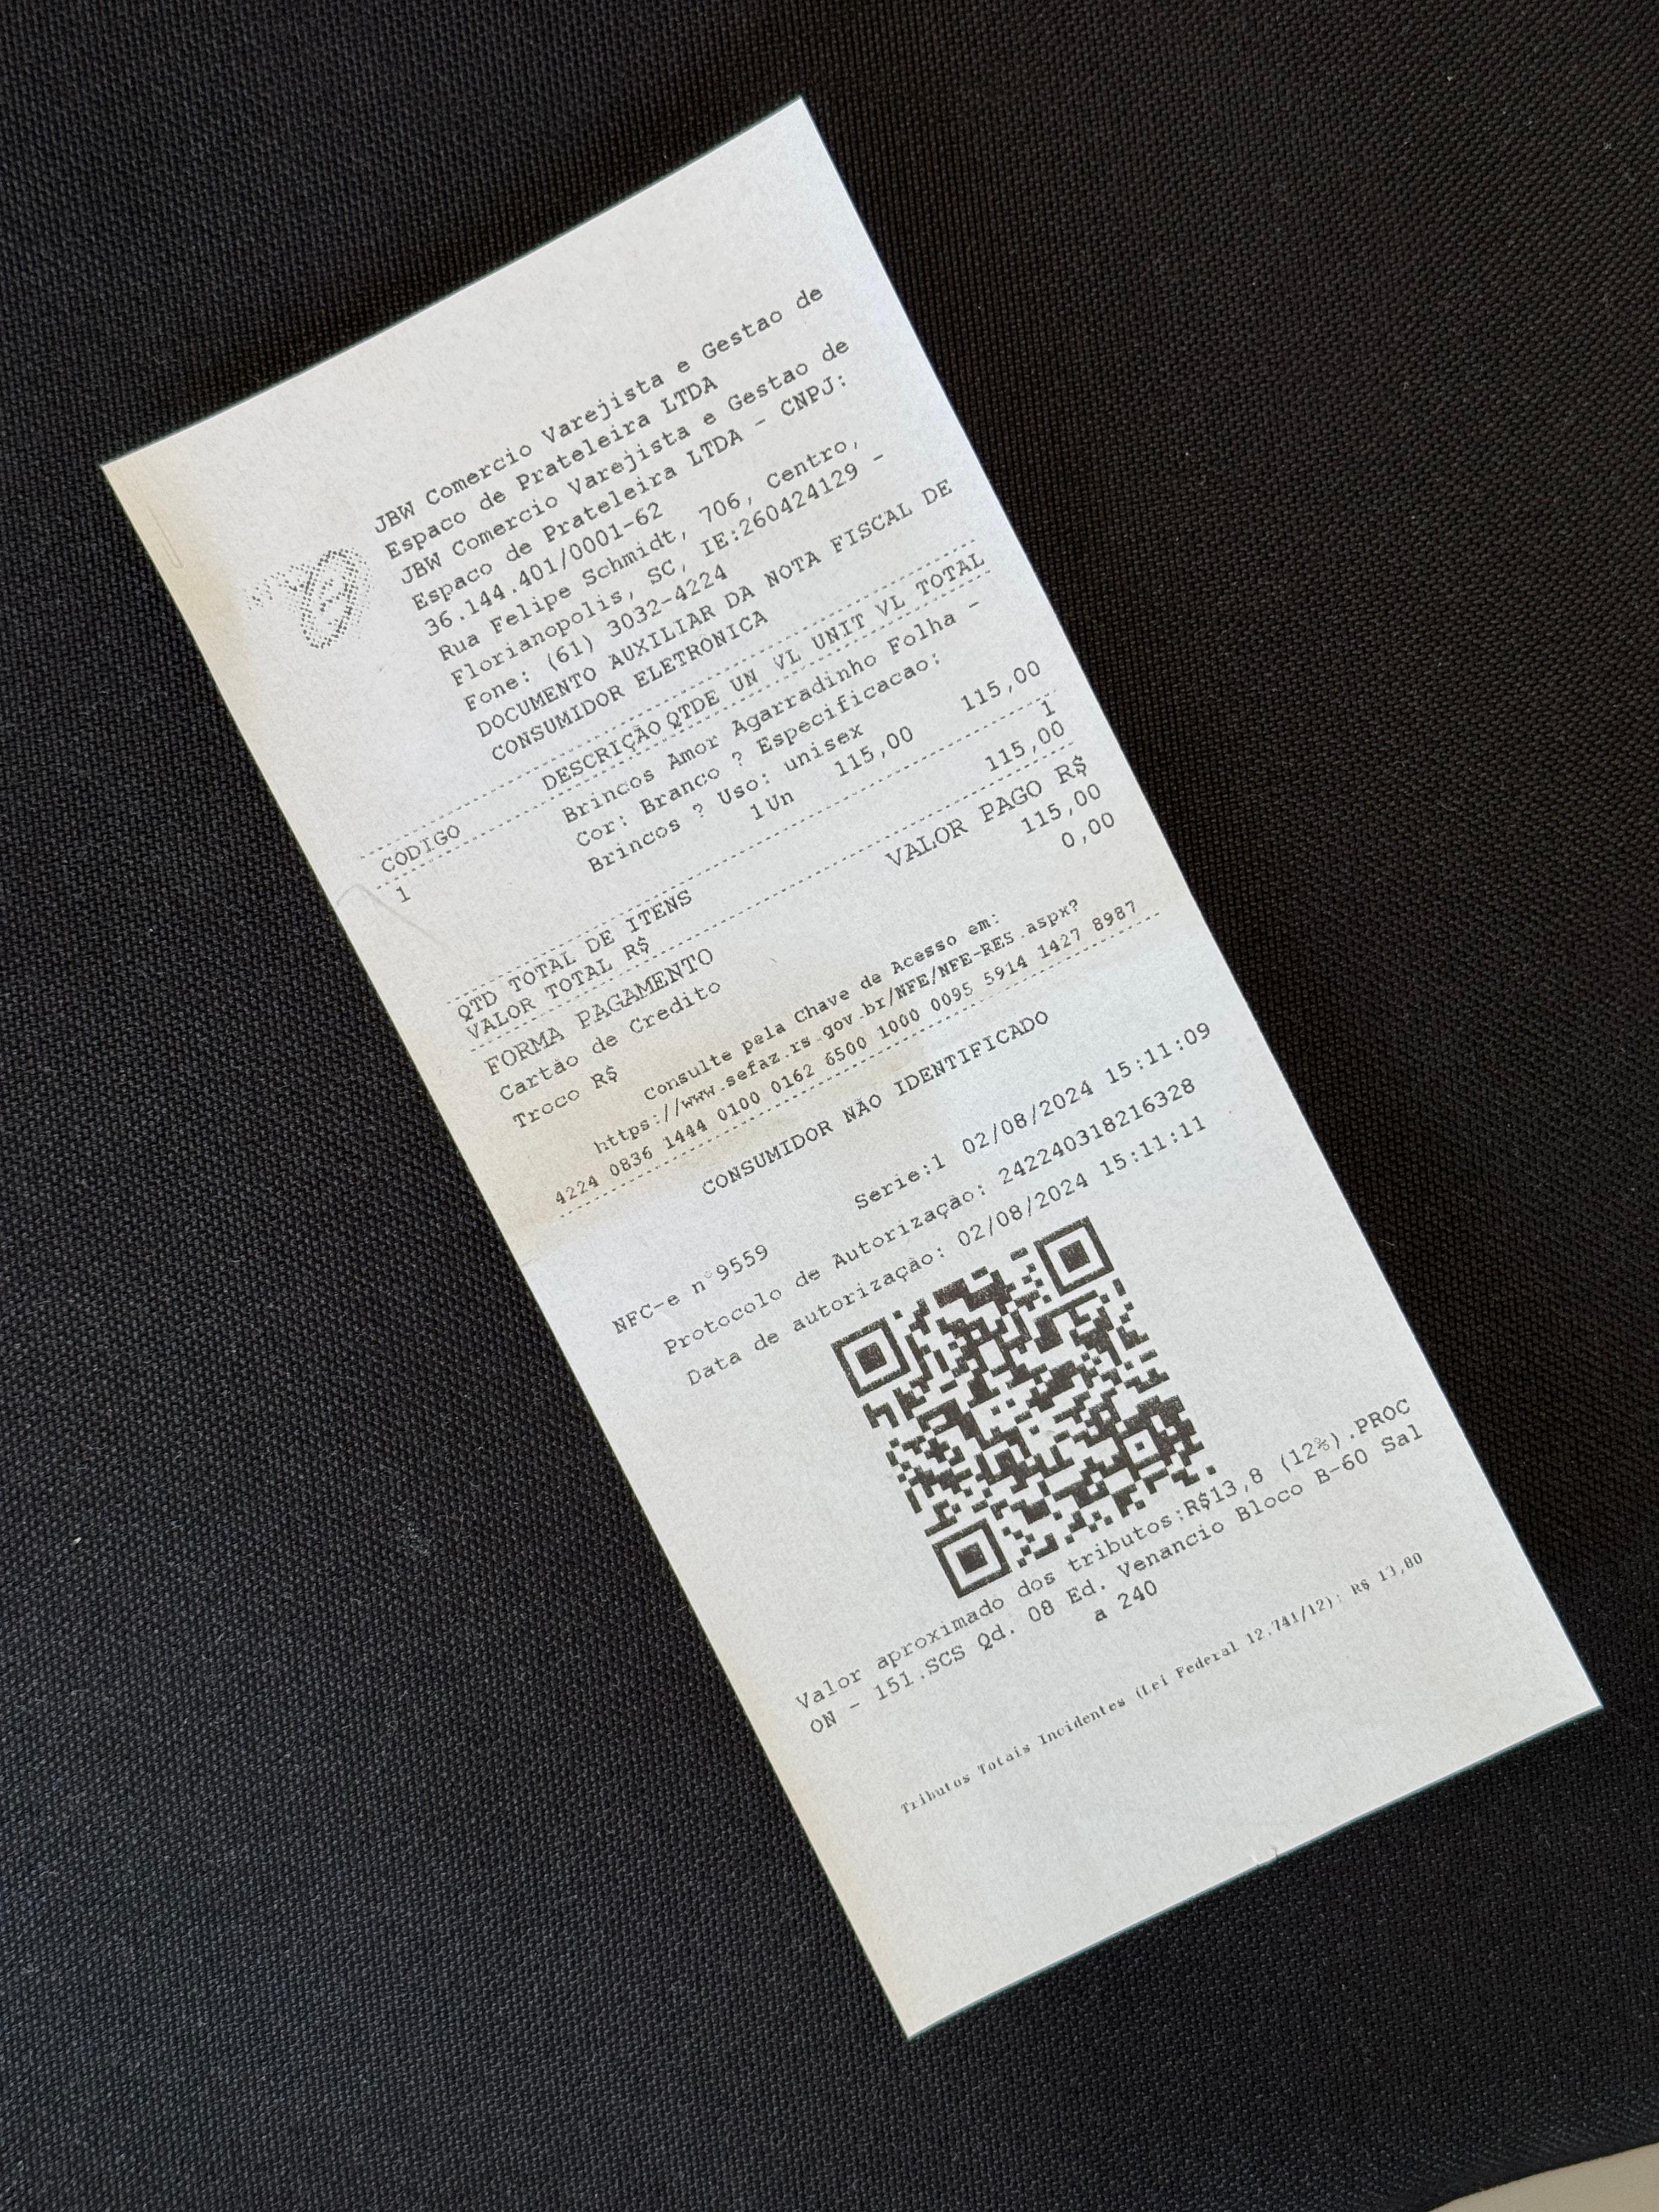 JBW Comercio Varejista e Gestao de
Espaco de Prateleira LTDA
JBW Comercio Varejista e Gestao de
Espaco de Prateleira LTDA - CNPJ:
36.144.401/0001-62
Rua Felipe Schmidt, 706, Centro,
Florianopolis, SC, IE:260424129 -
Fone: (61) 3032-4224
DOCUMENTO AUXILIAR DA NOTA FISCAL DE
CONSUMIDOR ELETRONICA
CODIGO DESCRIÇÃO QTDE UN VL UNIT VL TOTAL
1 Brincos Amor Agarradinho Folha -
Cor: Branco ? Especificacao:
Brincos ? Uso: unisex
1 Un 115,00 115,00
QTD TOTAL DE ITENS 1
VALOR TOTAL R$ 115,00
FORMA PAGAMENTO VALOR PAGO R$
Cartão de Credito 115,00
Troco R$ 0,00
Consulte pela Chave de Acesso em:
https://www.sefaz.rs.gov.br/NFE/NFE-RES.aspx?
4224 0836 1444 0100 0162 6500 1000 0095 5914 1427 8987
CONSUMIDOR NÃO IDENTIFICADO
NFC-e n°9559 Serie:1 02/08/2024 15:11:09
Protocolo de Autorização: 242240318216328
Data de autorização: 02/08/2024 15:11:11
Valor aproximado dos tributos:R$13,8 (12%).PROC
ON - 151.SCS Qd. 08 Ed. Venancio Bloco B-60 Sal
a 240
Tributos Totais Incidentes (Lei Federal 12.741/12): R$ 13,80